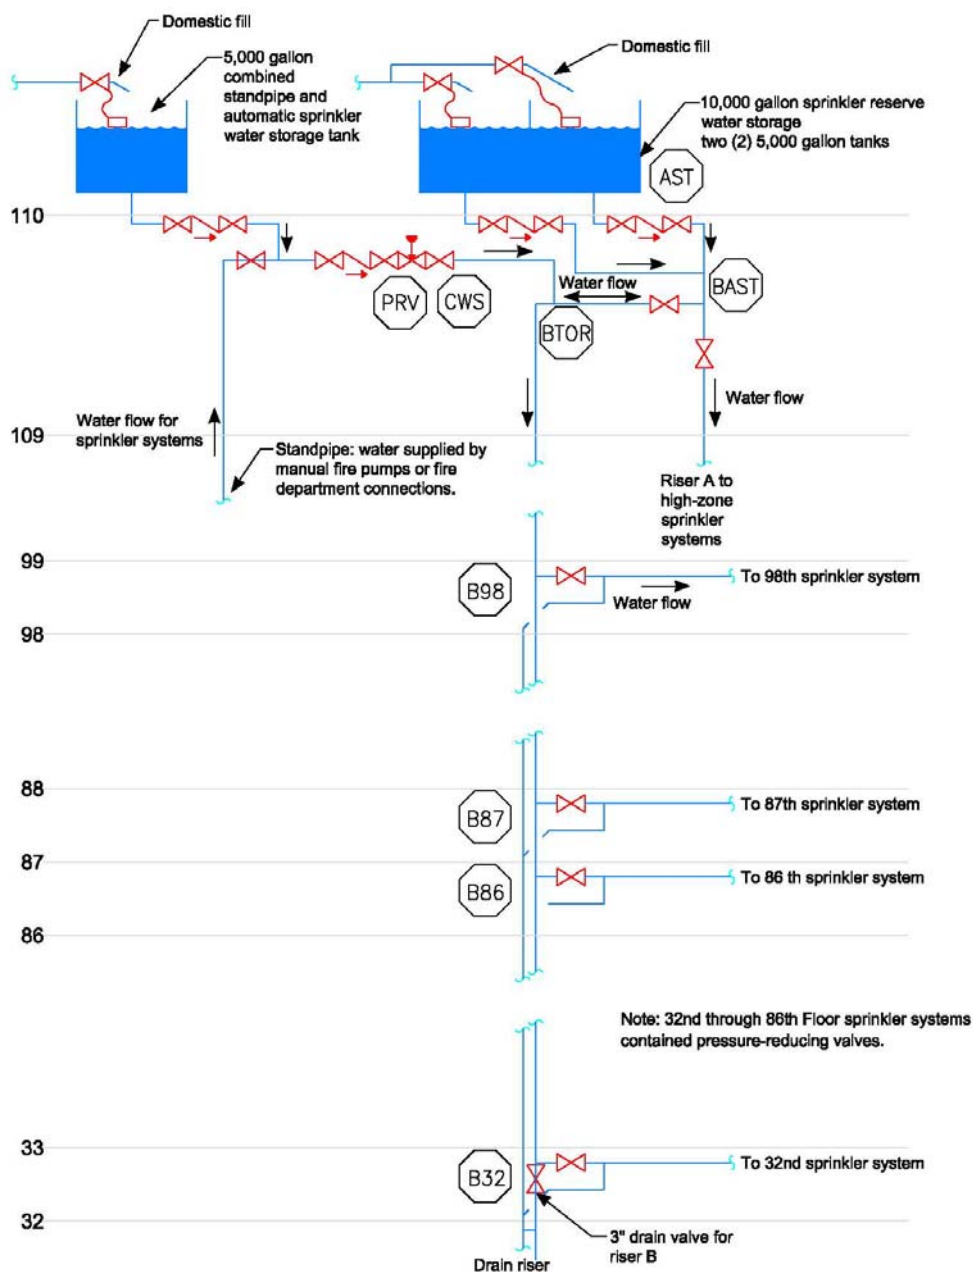 Domestic fill
5,000 gallon
combined
standpipe and
automatic sprinkler
water storage tank
Domestic fill
10,000 gallon sprinkler reserve
water storage
two (2) 5,000 gallon tanks
AST
110
PRV
CWS
Water flow
BAST
BTOR
Water flow
Water flow for
sprinkler systems
109
Standpipe: water supplied by
manual fire pumps or fire
department connections.
Riser A to
high-zone
sprinkler
systems
99
B98
To 98th sprinkler system
Water flow
98
88
B87
To 87th sprinkler system
87
B86
To 86 th sprinkler system
86
Note: 32nd through 86th Floor sprinkler systems
contained pressure-reducing valves.
33
B32
To 32nd sprinkler system
32
3" drain valve for
riser B
Drain riser